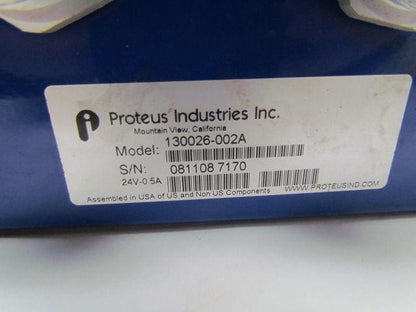 Proteus Industries Inc.
Mountain View, California
Model: 130026-002A
S/N: 081108 7170
24V-0.5A
Assembled in USA of US and Non US Components WWW.PROTEUSIND.COM